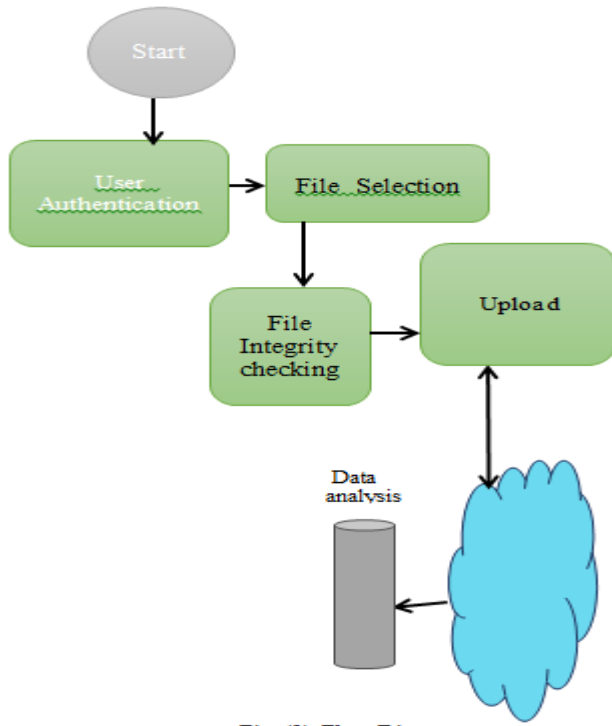 Start
User
Authentication
File Selection
File
Integrity
checking
Upload
Data
analysis